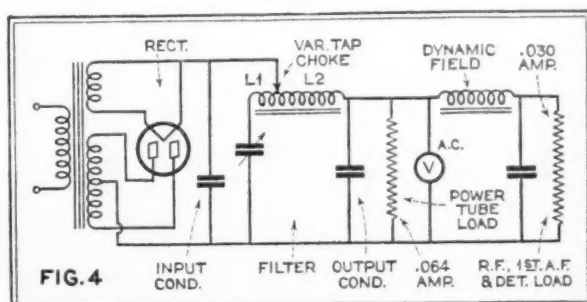 RECT.
VAR. TAP
CHOKE
L1 L2
DYNAMIC
FIELD
.030
AMP.
A.C.
V
POWER
TUBE
LOAD
FIG. 4
INPUT
COND.
FILTER
OUTPUT
COND.
.064
AMP.
R.F., 1ST. A.F.
& DET. LOAD